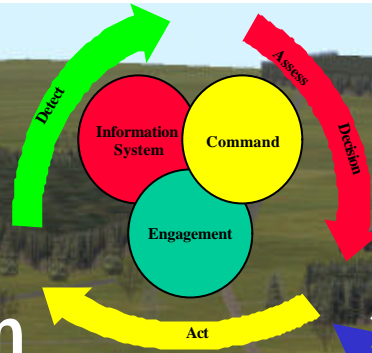 Detect
Assess
Decision
Information
System
Command
Engagement
Act